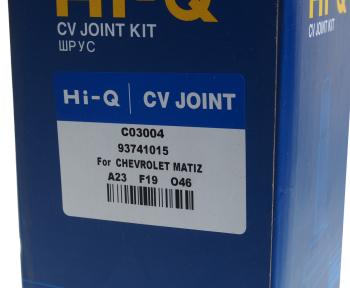 Hi-Q
CV JOINT KIT
ШРУС
Hi-Q
JOINT KIT
Hi-Q CV JOINT
C03004
93741015
For CHEVROLET MATIZ
A23 F19 O46